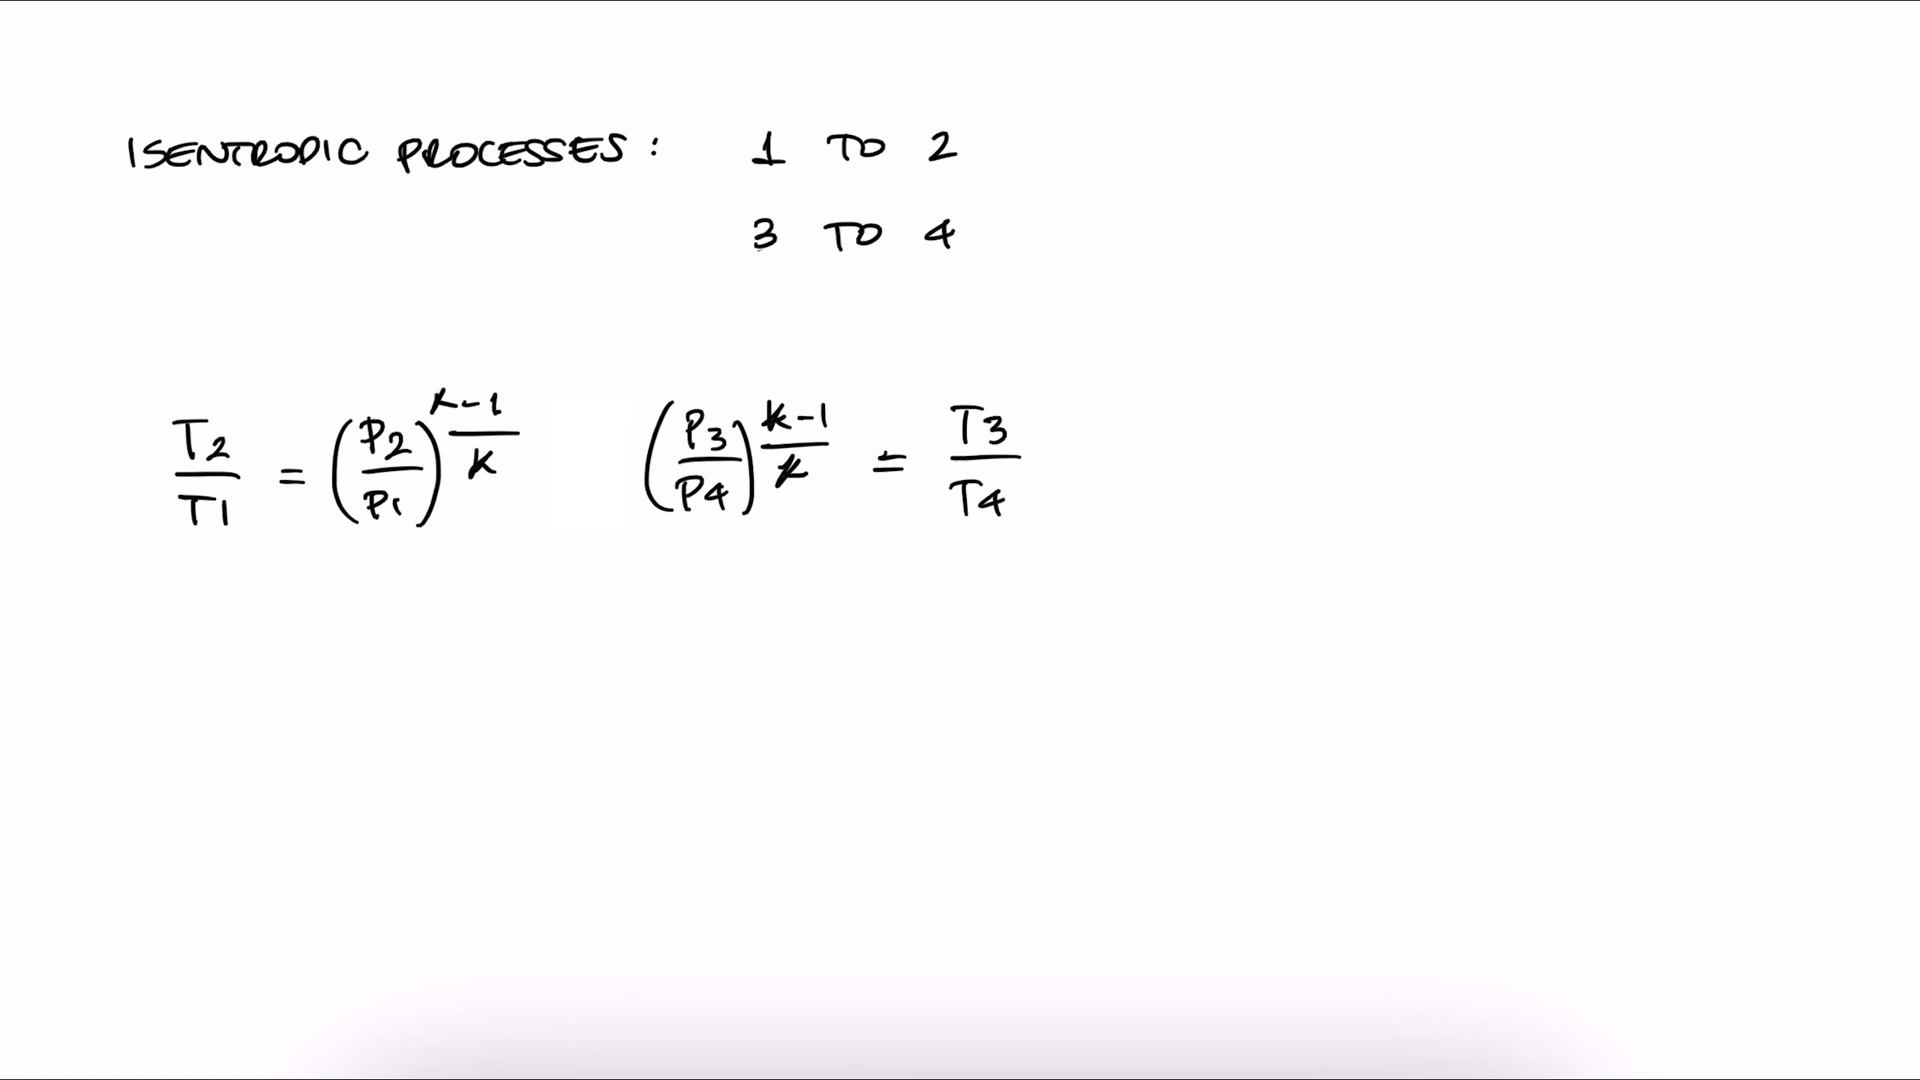 ISENTROPIC PROCESSES: 1 TO 2
3 TO 4
T2/T1 = (P2/P1)^((k-1)/k) (P3/P4)^((k-1)/k) = T3/T4